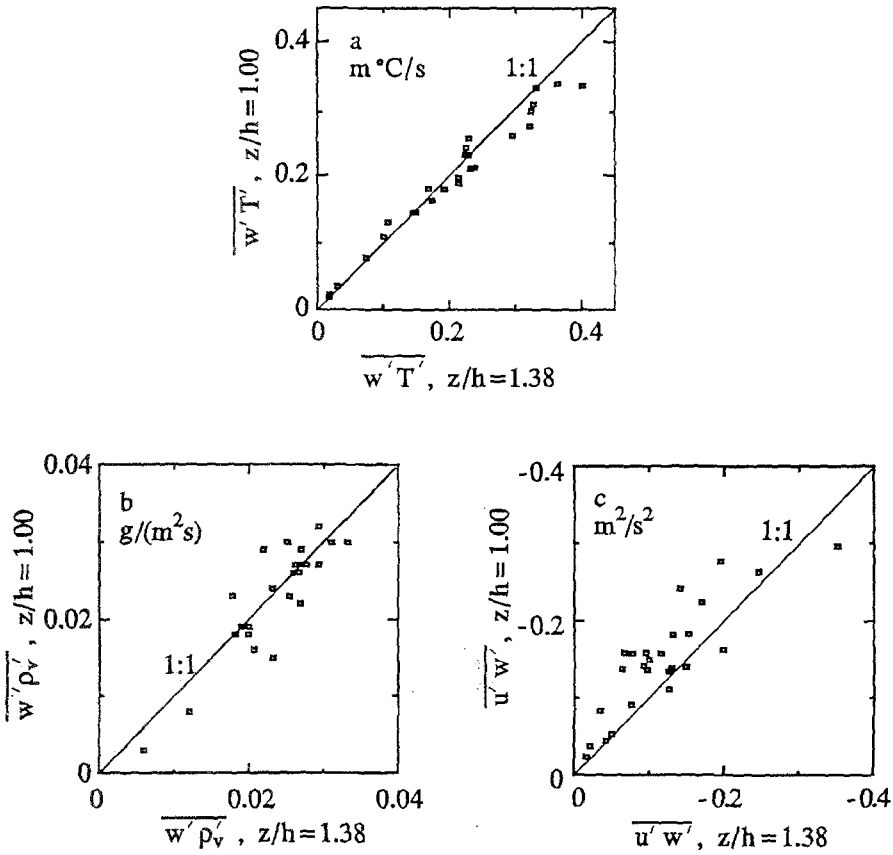 a
m °C/s
1:1
0.4
0.2
0
w'T', z/h=1.00
0 0.2 0.4
w'T', z/h=1.38
b
g/(m²s)
1:1
0.04
0.02
0
w'ρᵥ', z/h=1.00
0 0.02 0.04
w'ρᵥ', z/h=1.38
c
m²/s²
1:1
-0.4
-0.2
0
u'w', z/h=1.00
0 -0.2 -0.4
u'w', z/h=1.38